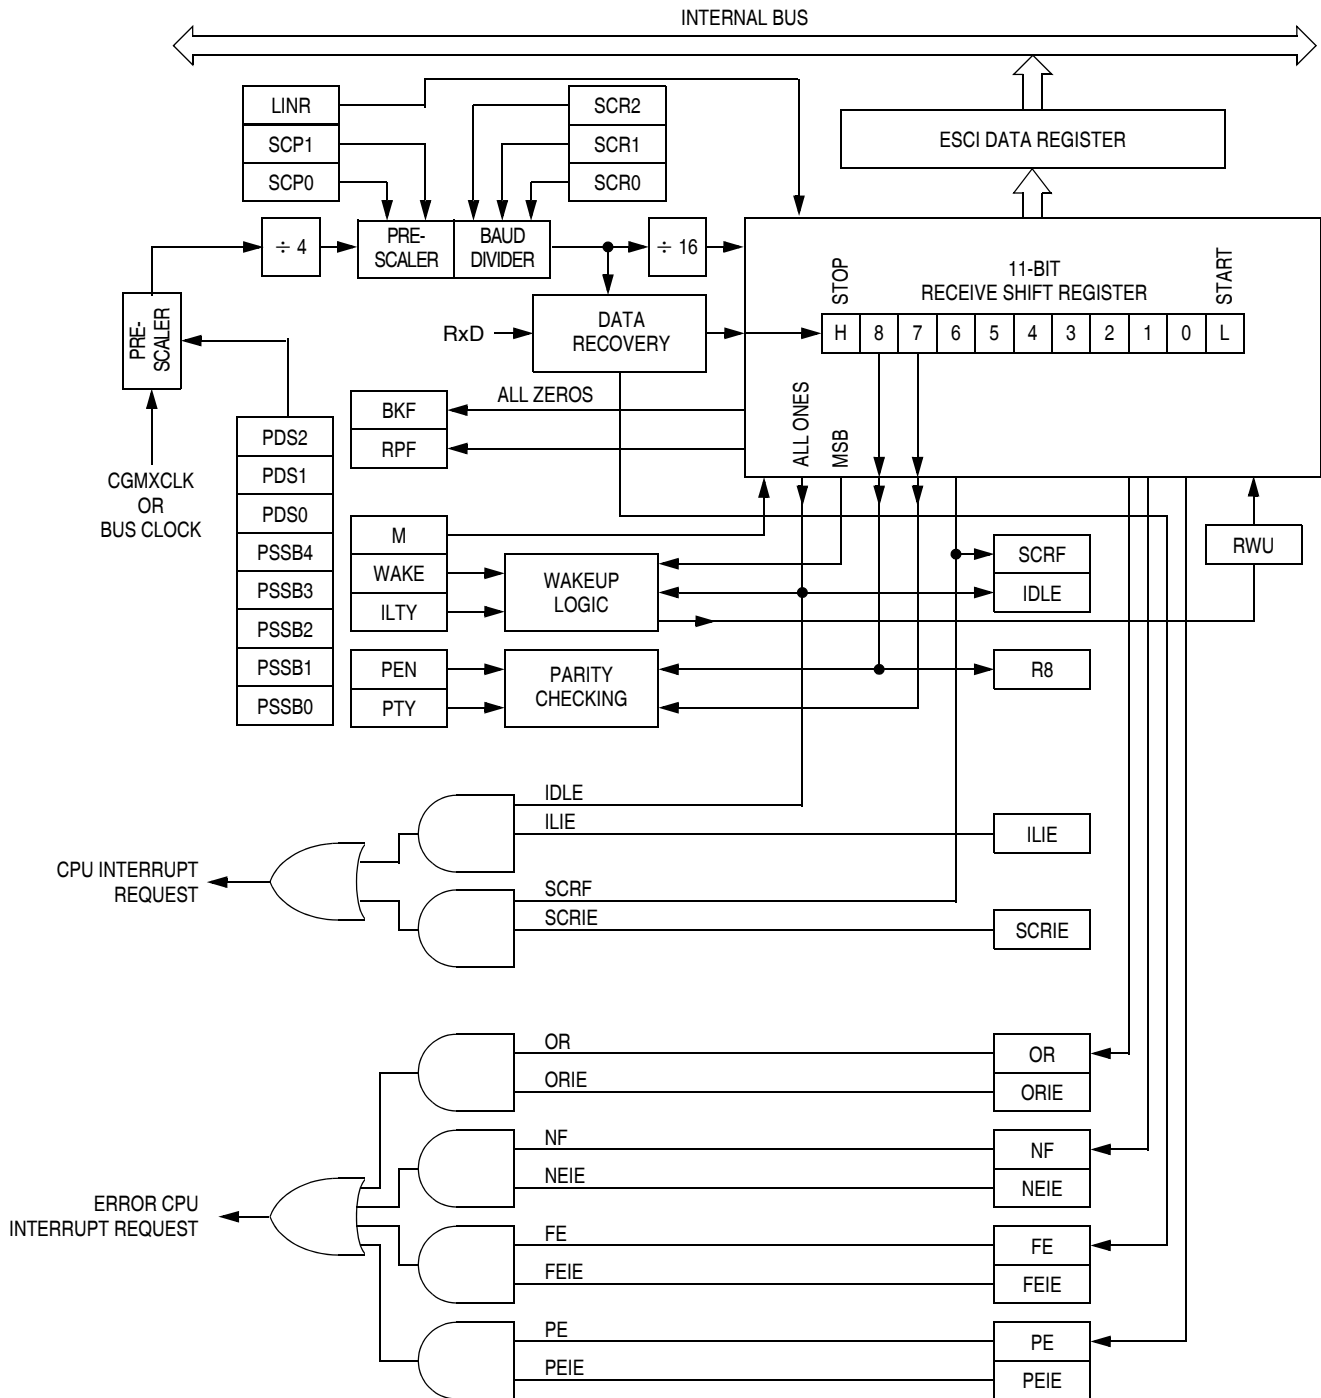 INTERNAL BUS
LINR
SCP1
SCP0
SCR2
SCR1
SCR0
ESCI DATA REGISTER
÷ 4
PRE-
SCALER
BAUD
DIVIDER
÷ 16
PRE-
SCALER
CGMXCLK
OR
BUS CLOCK
RxD
DATA
RECOVERY
STOP
11-BIT
RECEIVE SHIFT REGISTER
START
H 8 7 6 5 4 3 2 1 0 L
ALL ONES
MSB
ALL ZEROS
BKF
RPF
PDS2
PDS1
PDS0
PSSB4
PSSB3
PSSB2
PSSB1
PSSB0
M
WAKE
ILTY
WAKEUP
LOGIC
PEN
PTY
PARITY
CHECKING
RWU
SCRF
IDLE
R8
IDLE
ILIE
ILIE
CPU INTERRUPT
REQUEST
SCRF
SCRIE
SCRIE
OR
ORIE
OR
ORIE
NF
NEIE
NF
NEIE
ERROR CPU
INTERRUPT REQUEST
FE
FEIE
FE
FEIE
PE
PEIE
PE
PEIE